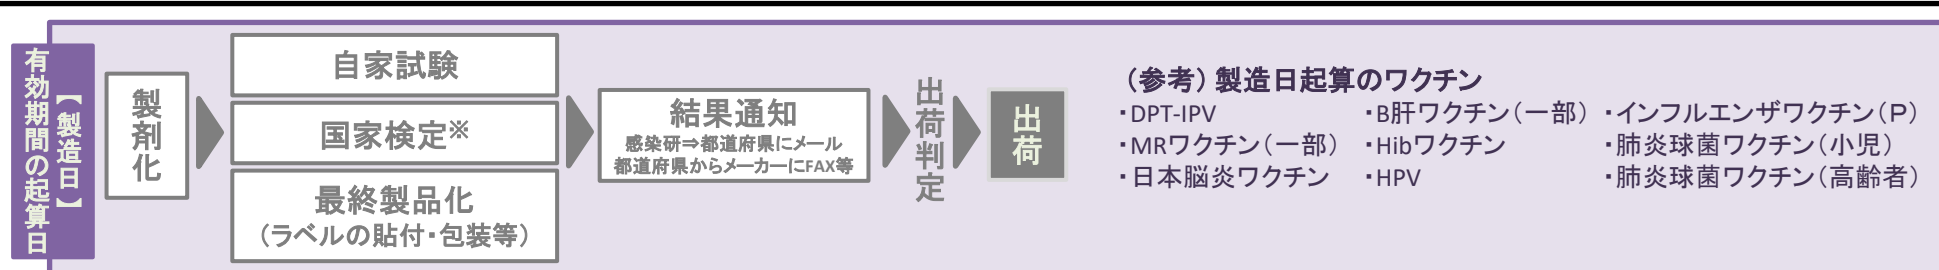 有効期間の起算日
【製造日】
製剤化
自家試験
国家検定※
最終製品化
（ラベルの貼付・包装等）
結果通知
感染研⇒都道府県にメール
都道府県からメーカーにFAX等
出荷判定
出荷
（参考）製造日起算のワクチン
・DPT-IPV
・MRワクチン（一部）
・日本脳炎ワクチン
・B肝ワクチン（一部）
・Hibワクチン
・HPV
・インフルエンザワクチン（P）
・肺炎球菌ワクチン（小児）
・肺炎球菌ワクチン（高齢者）